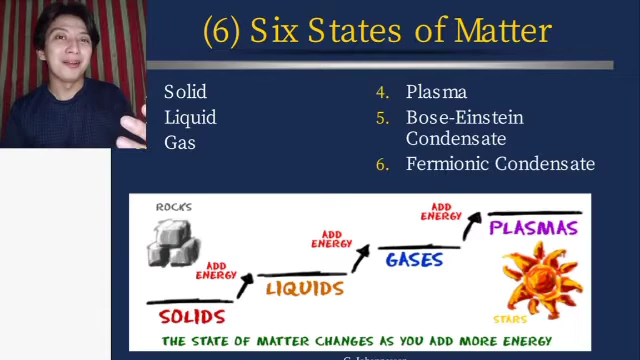 (6) Six States of Matter
Solid
Liquid
Gas
4. Plasma
5. Bose-Einstein
Condensate
6. Fermionic Condensate
ROCKS
ADD
ENERGY
SOLIDS
ADD
ENERGY
LIQUIDS
ADD
ENERGY
GASES
PLASMAS
STARS
THE STATE OF MATTER CHANGES AS YOU ADD MORE ENERGY